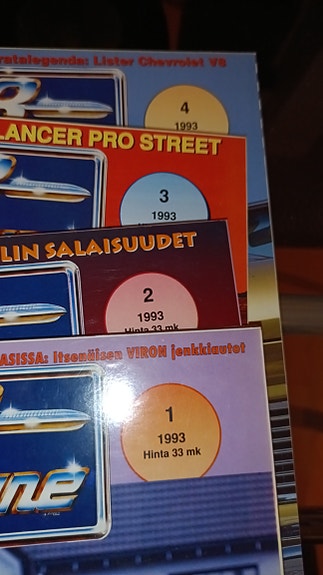 ratalegenda: Lister Chevrolet V8
4
1993
LANCER PRO STREET
3
1993
LIN SALAISUUDET
2
1993
Hinta 33 mk
ASISSA: Itsenäisen VIRON jenkkiautot
1
1993
Hinta 33 mk
ne